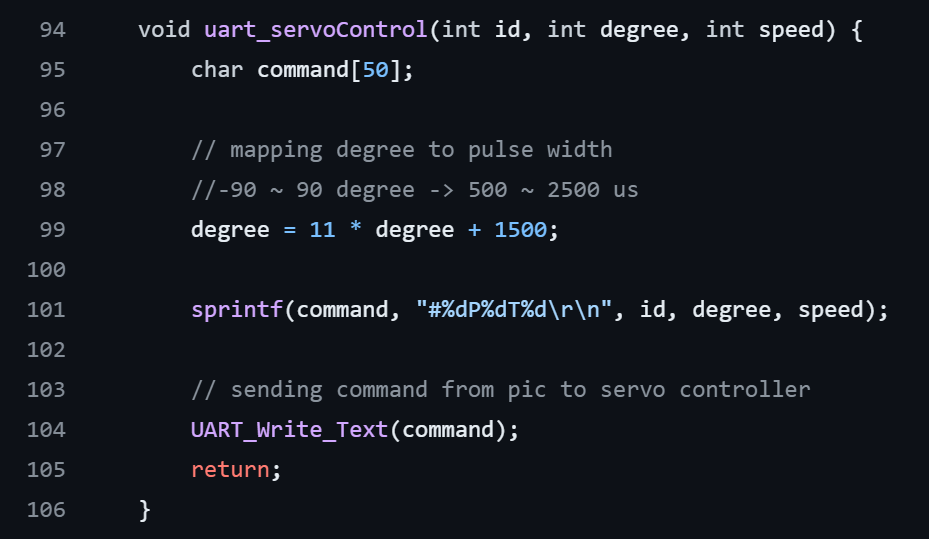 94 void uart_servoControl(int id, int degree, int speed) {
95 char command[50];
96
97 // mapping degree to pulse width
98 //-90 ~ 90 degree -> 500 ~ 2500 us
99 degree = 11 * degree + 1500;
100
101 sprintf(command, "#%dP%dT%d\r\n", id, degree, speed);
102
103 // sending command from pic to servo controller
104 UART_Write_Text(command);
105 return;
106 }